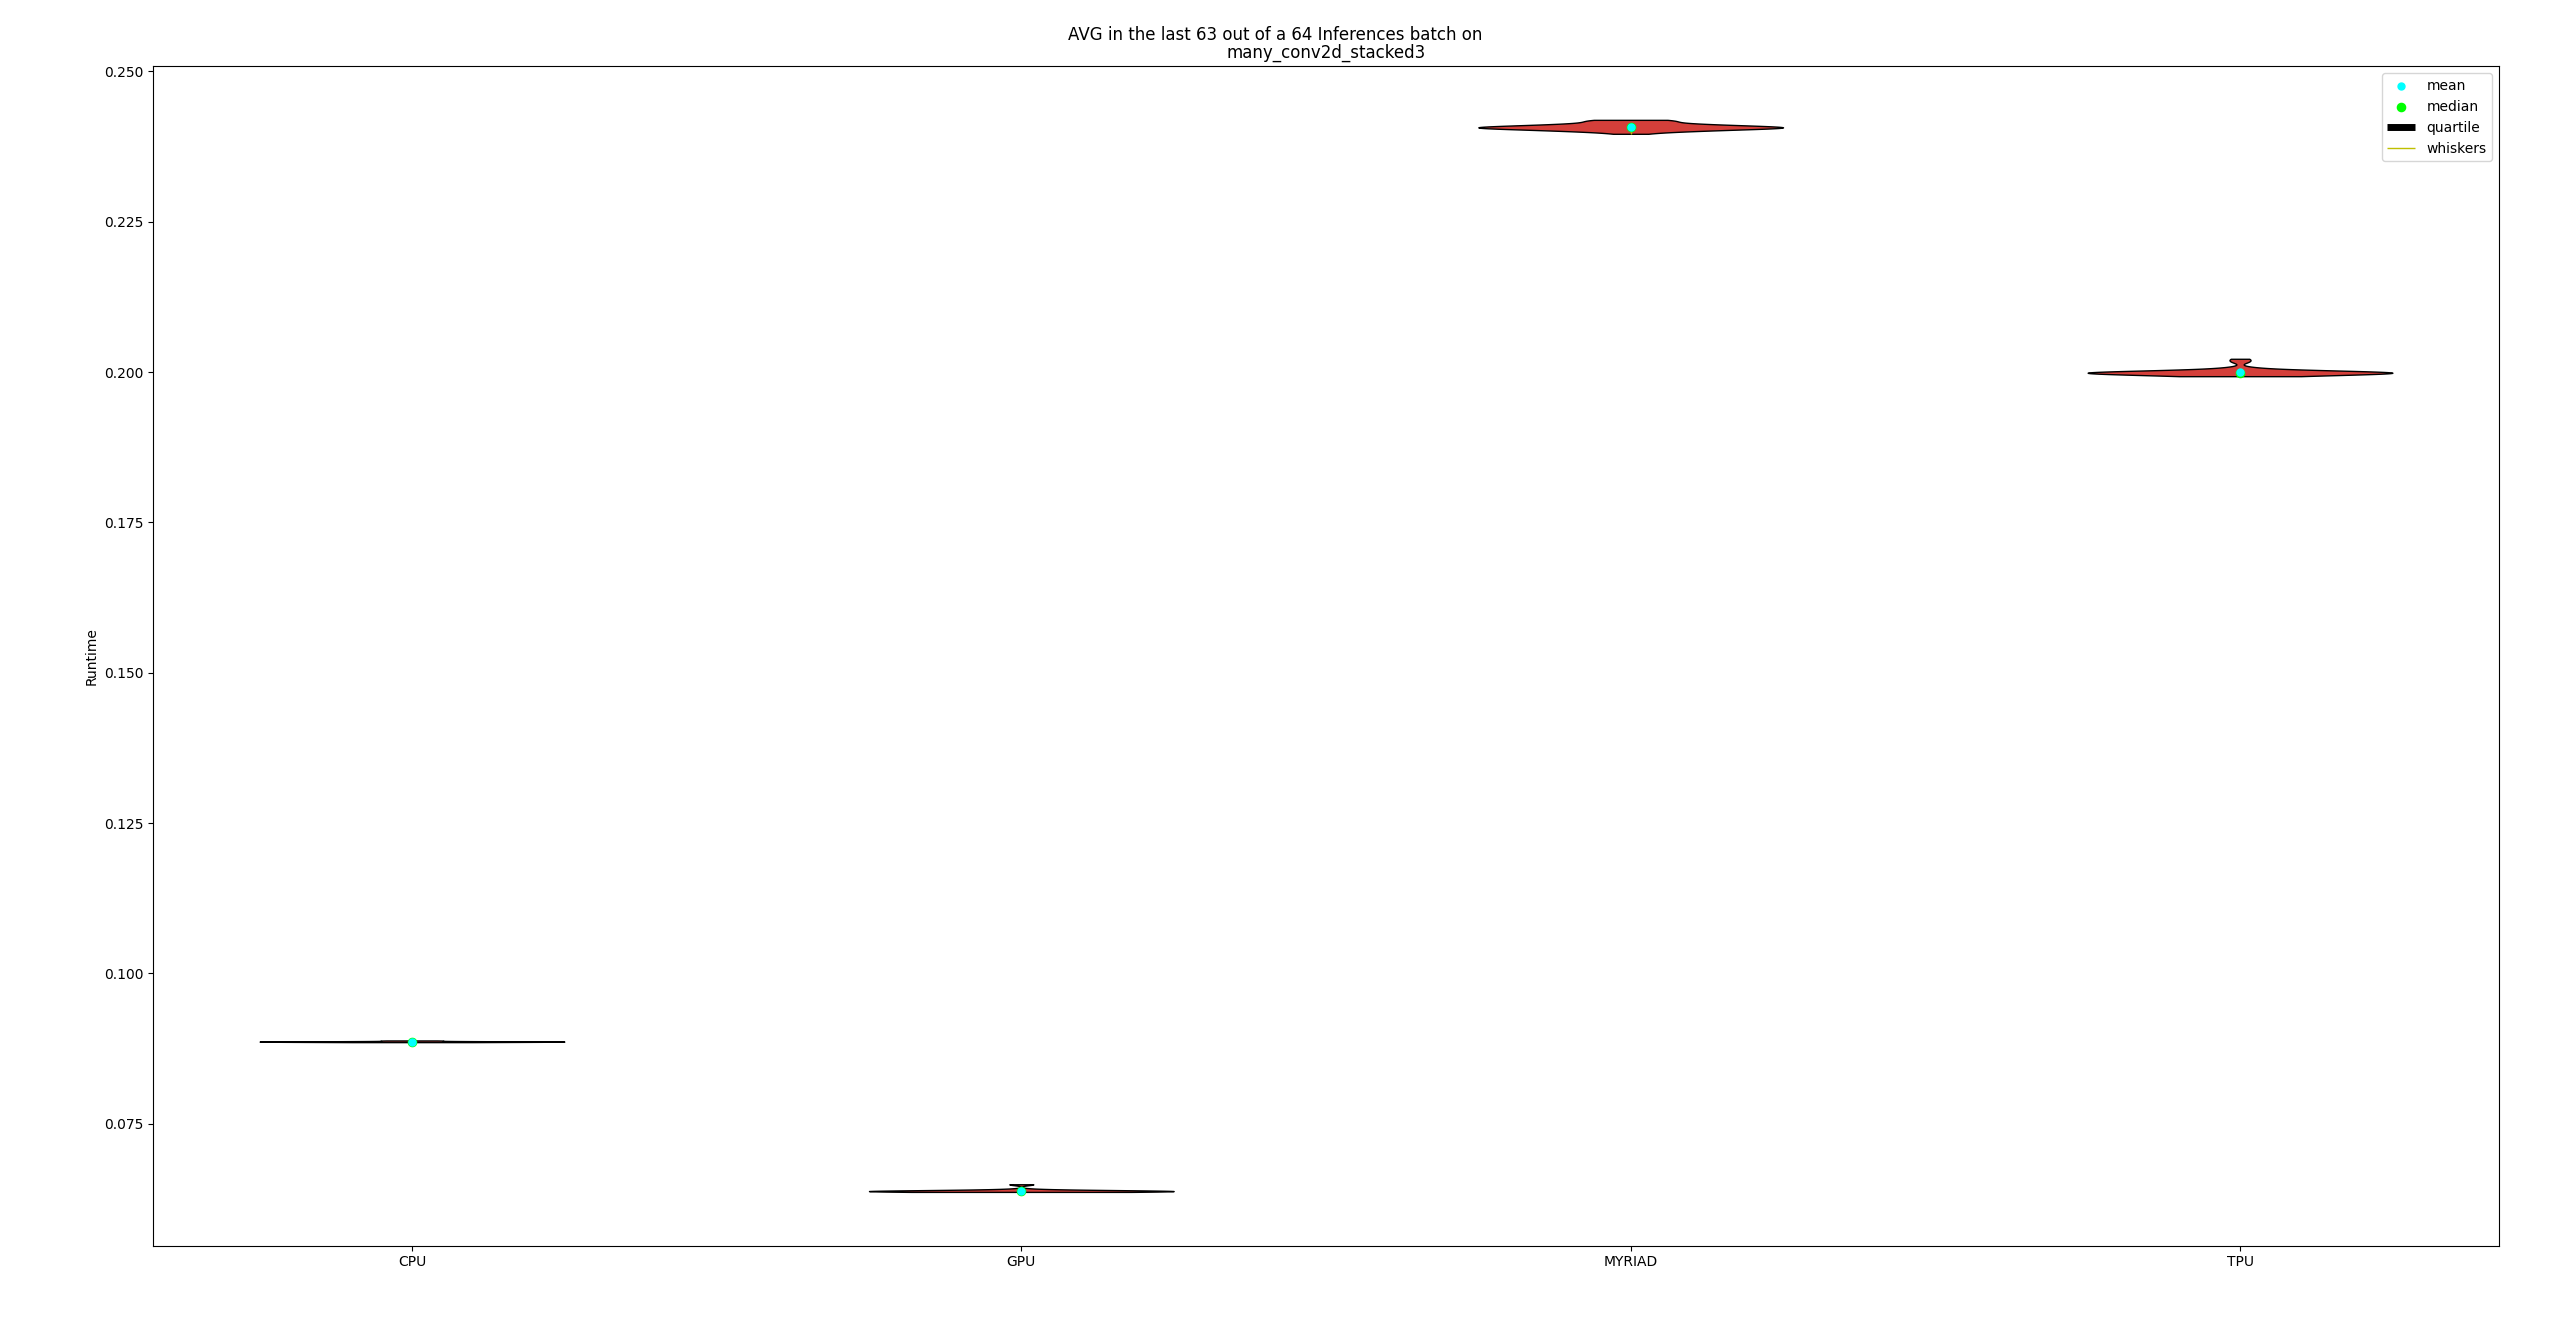 AVG in the last 63 out of a 64 Inferences batch on
many_conv2d_stacked3
0.250
0.225
0.200
0.175
0.150
0.125
0.100
0.075
Runtime
mean
median
quartile
whiskers
CPU
GPU
MYRIAD
TPU